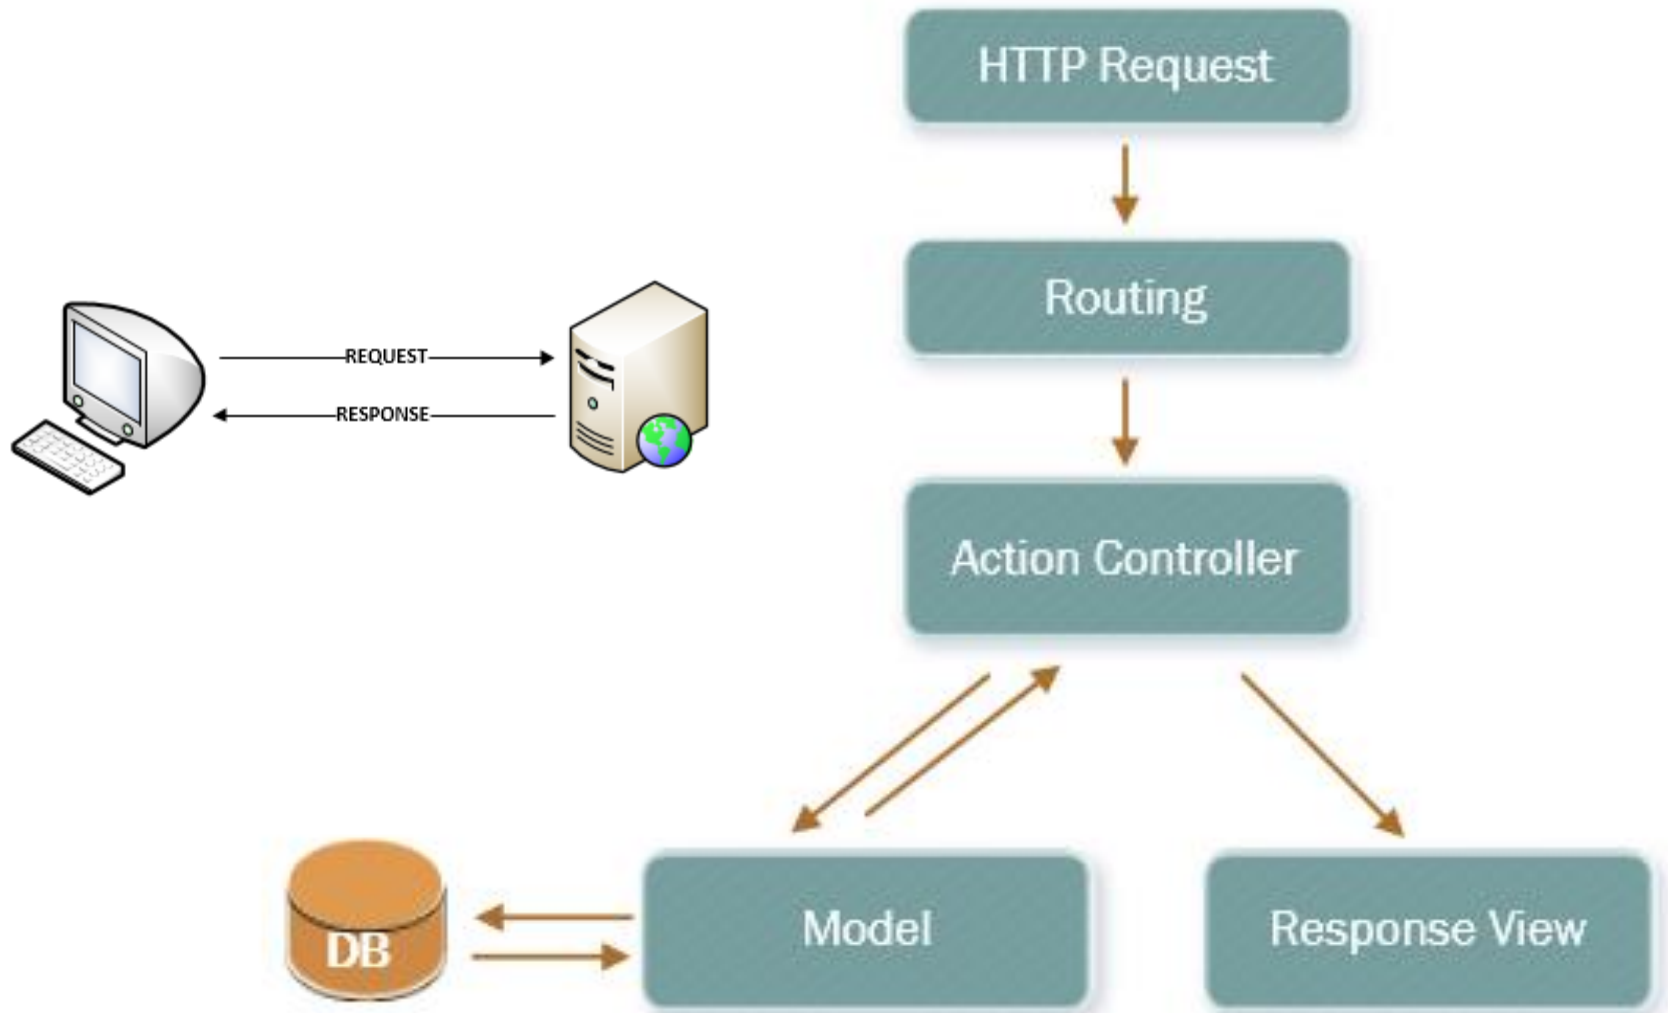 HTTP Request
Routing
REQUEST
RESPONSE
Action Controller
DB
Model
Response View